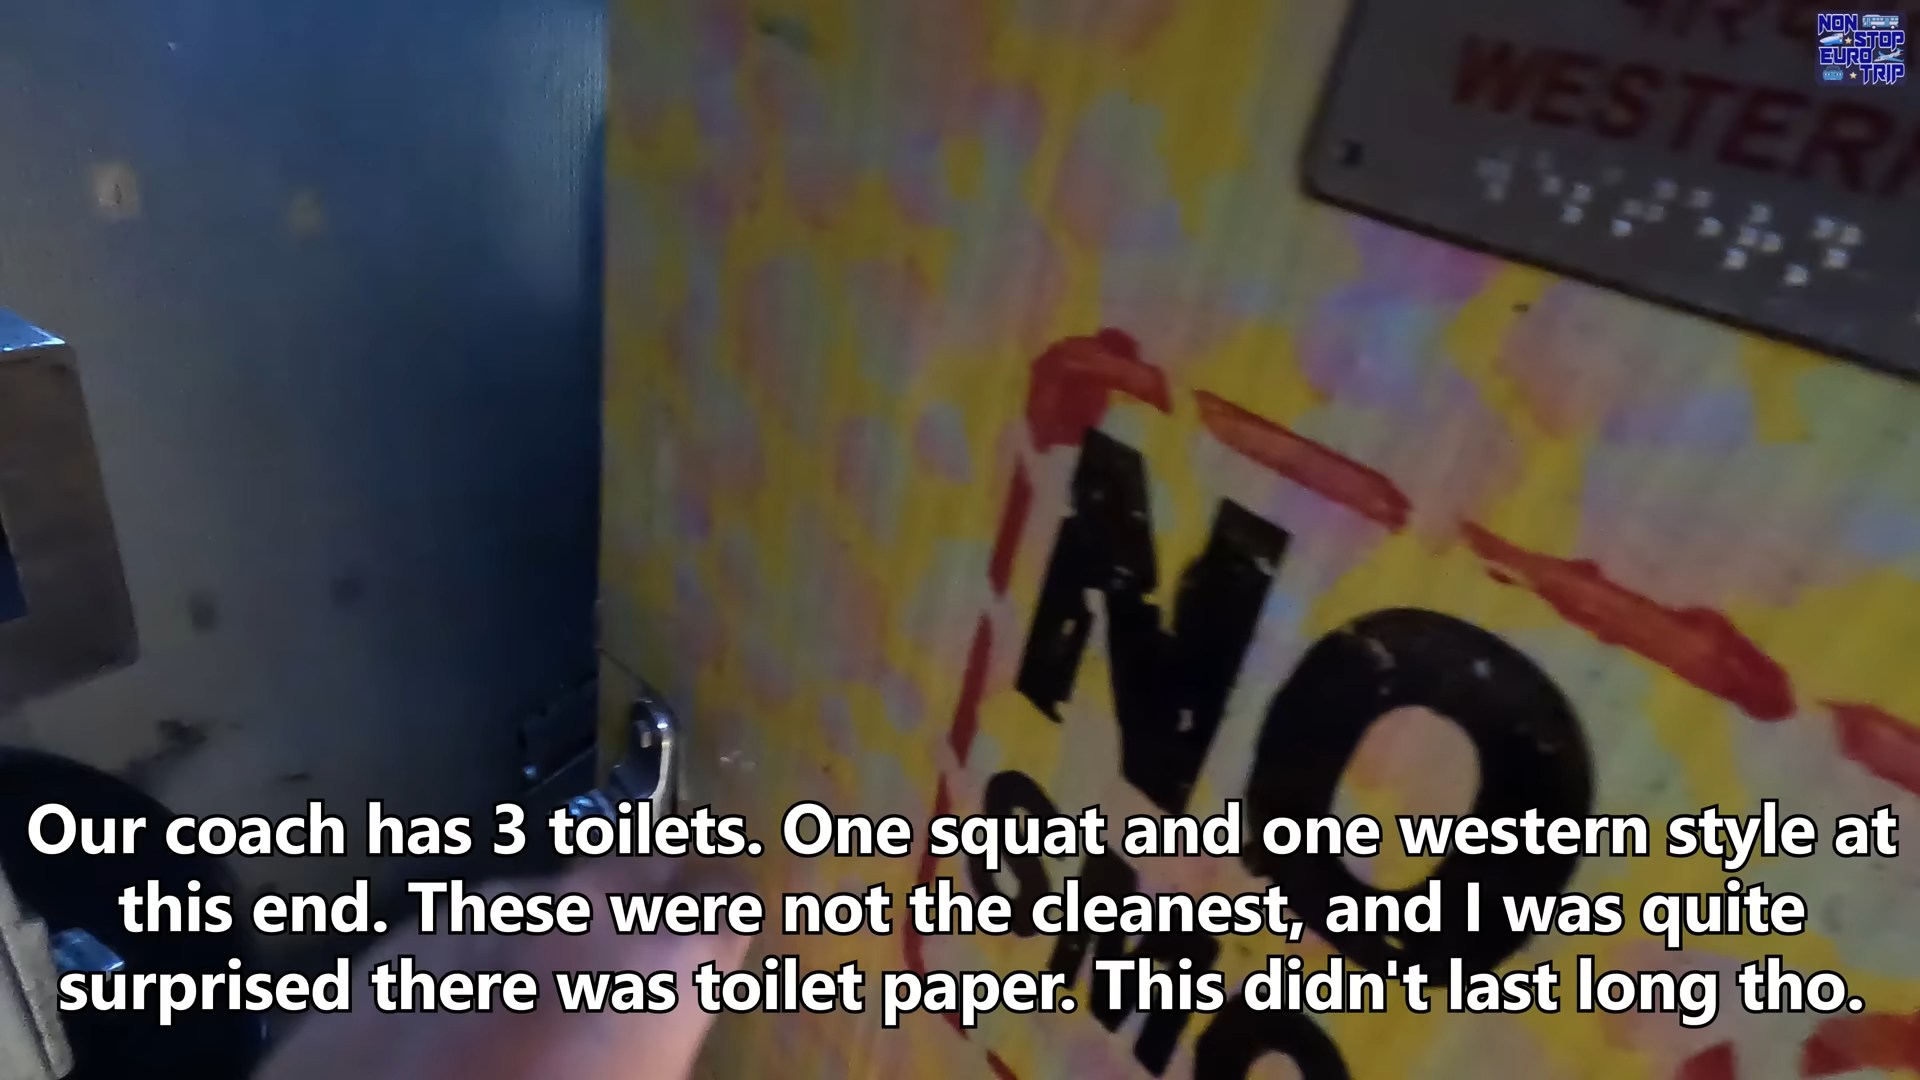 NON
STOP
EURO
TRIP
WESTERN
NO
Our coach has 3 toilets. One squat and one western style at
this end. These were not the cleanest, and I was quite
surprised there was toilet paper. This didn't last long tho.